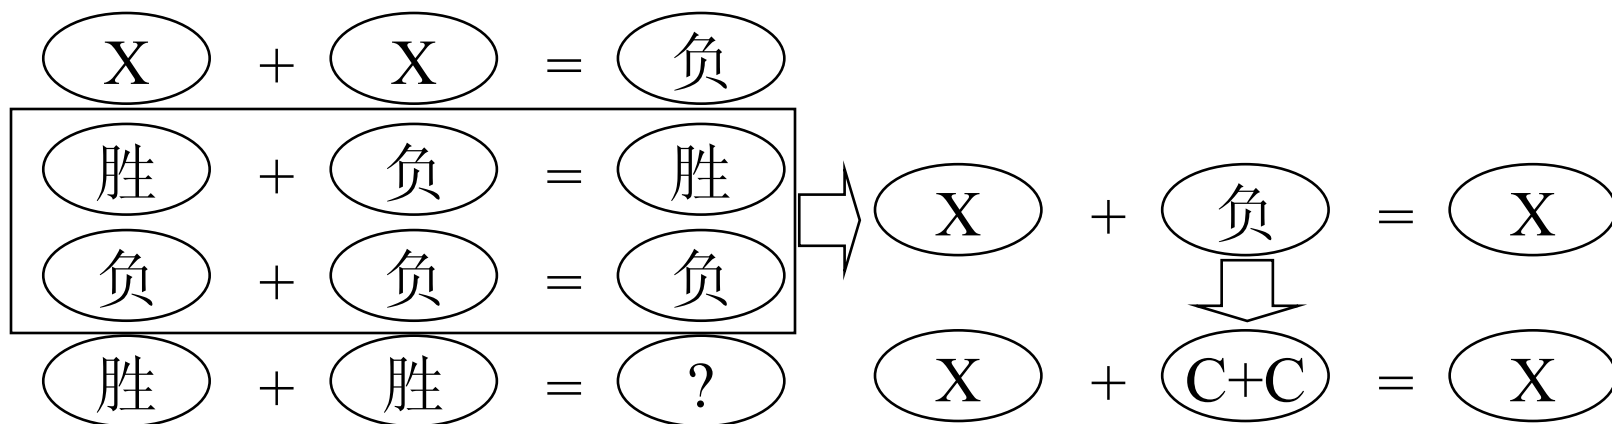 X + X = 负
胜 + 负 = 胜
负 + 负 = 负
胜 + 胜 = ?
X + 负 = X
X + C+C = X